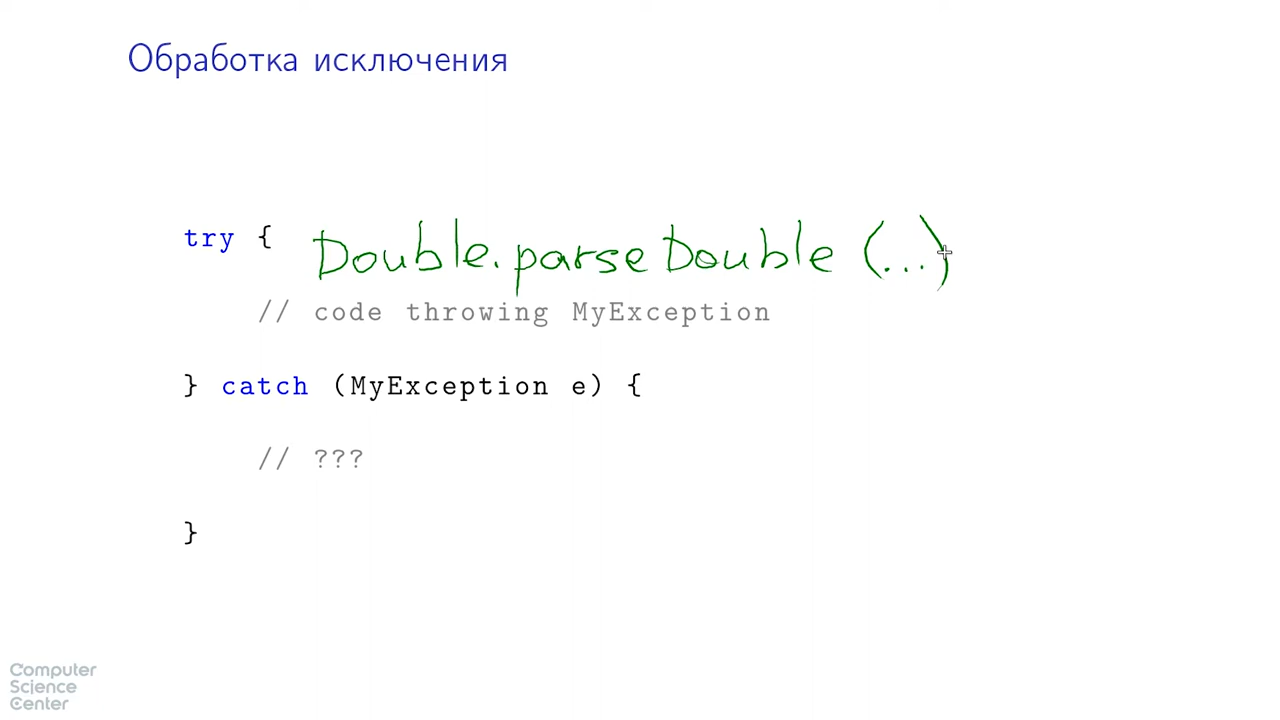 Обработка исключения
try {
Double.parseDouble (...)
// code throwing MyException
} catch (MyException e) {
// ???
}
Computer
Science
Center